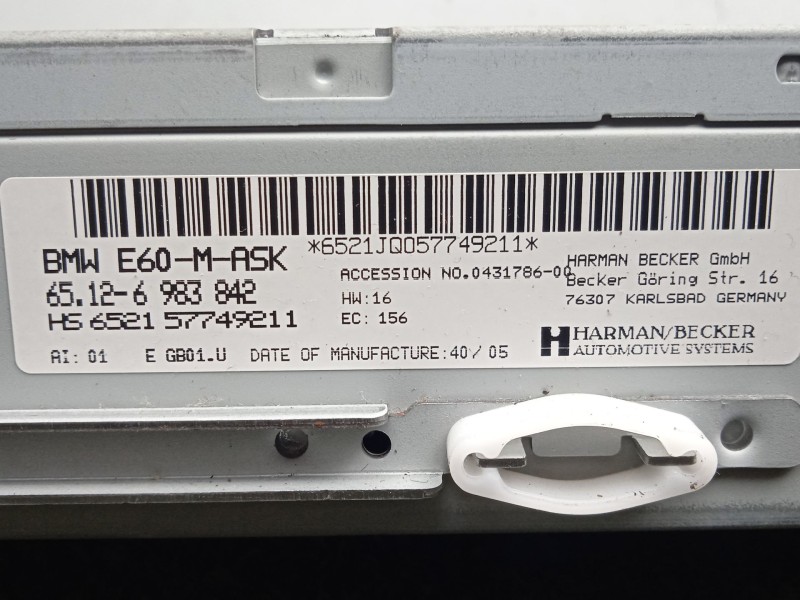 *6521JQ057749211*
BMW E60-M-ASK
65.12-6 983 842
HS 6521 57749211
AI: 01 E GB01.U DATE OF MANUFACTURE: 40/05
ACCESSION NO.0431786-00
HW: 16
EC: 156
HARMAN BECKER GmbH
Becker Göring Str. 16
76307 KARLSBAD GERMANY
HARMAN/BECKER
AUTOMOTIVE SYSTEMS